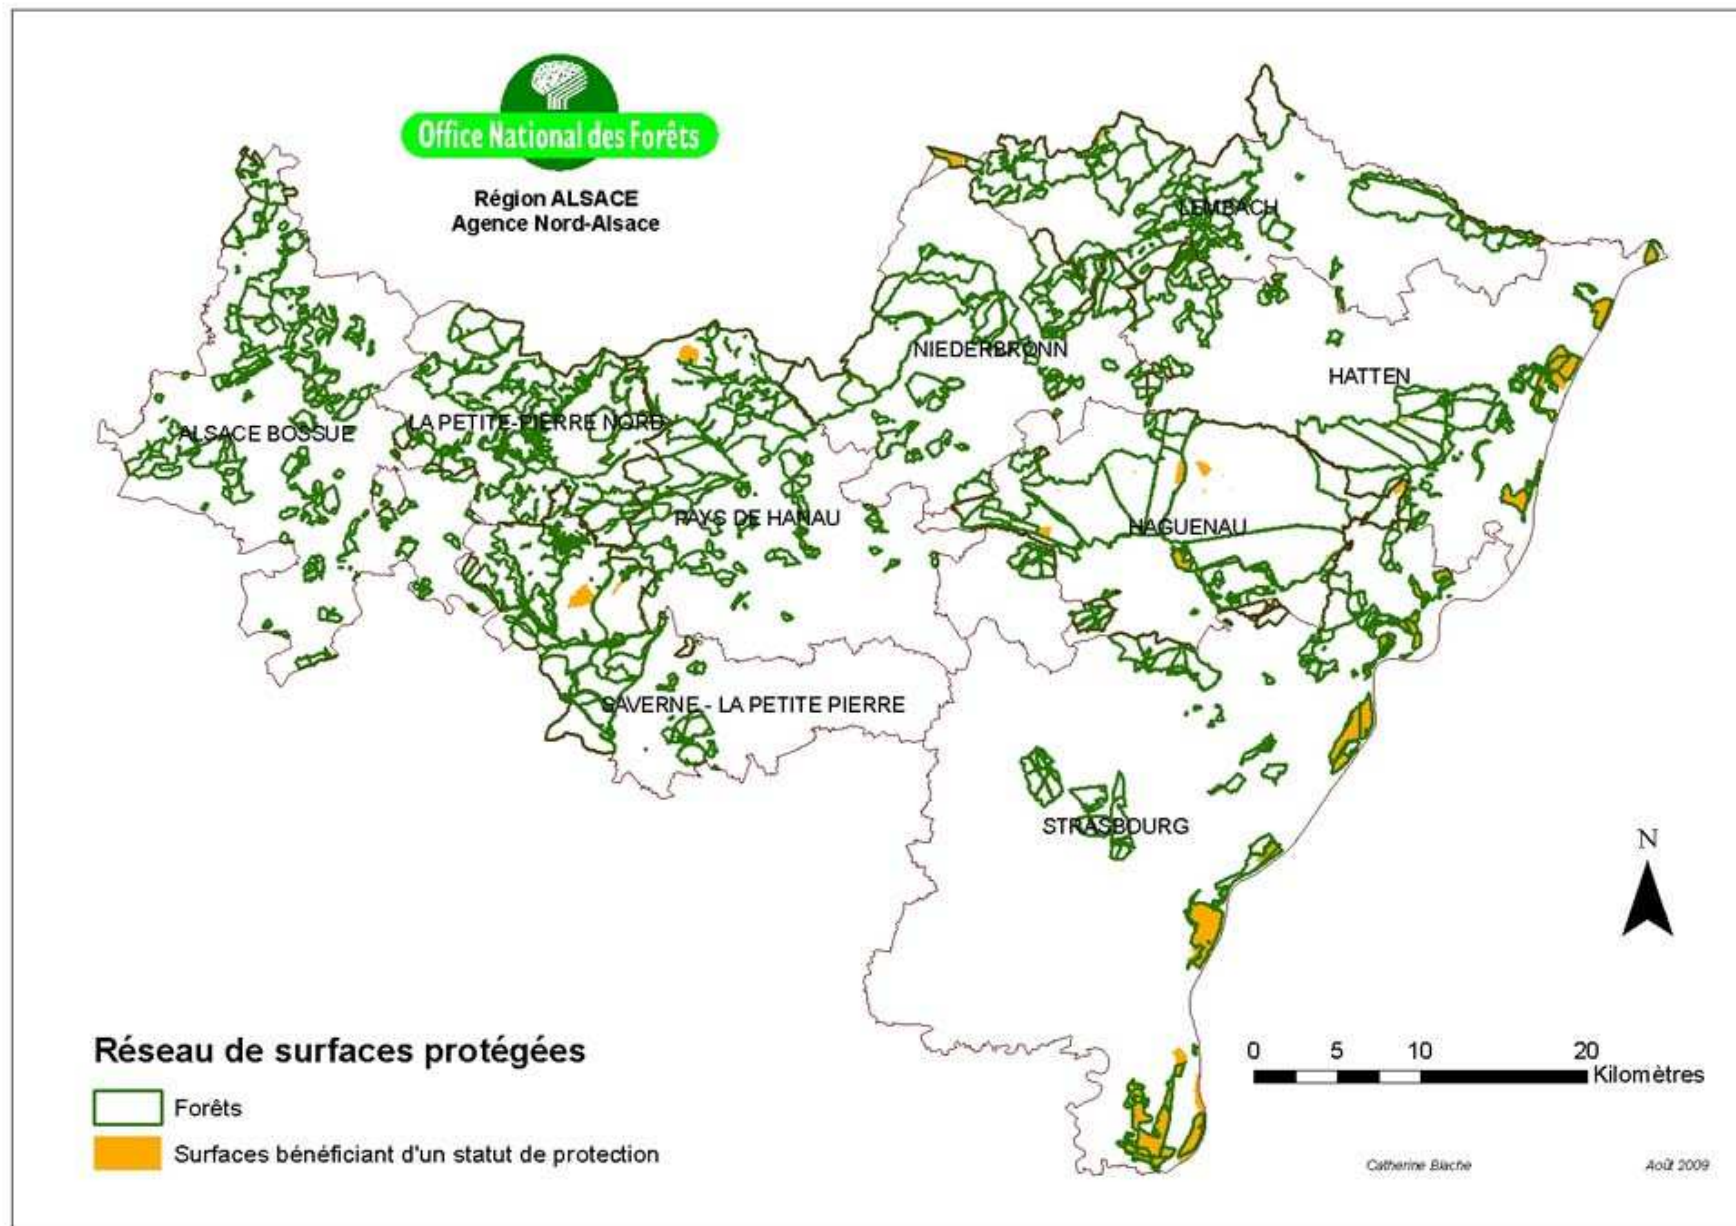 Office National des Forêts
Région ALSACE
Agence Nord-Alsace
LEMBACH
NIEDERBRONN
HATTEN
LA PETITE-PIERRE NORD
ALSACE BOSSUE
PAYS DE HANAU
HAGUENAU
SAVERNE - LA PETITE PIERRE
STRASBOURG
N
Réseau de surfaces protégées
0 5 10 20
Kilomètres
Forêts
Surfaces bénéficiant d'un statut de protection
Catherine Blache
Août 2009